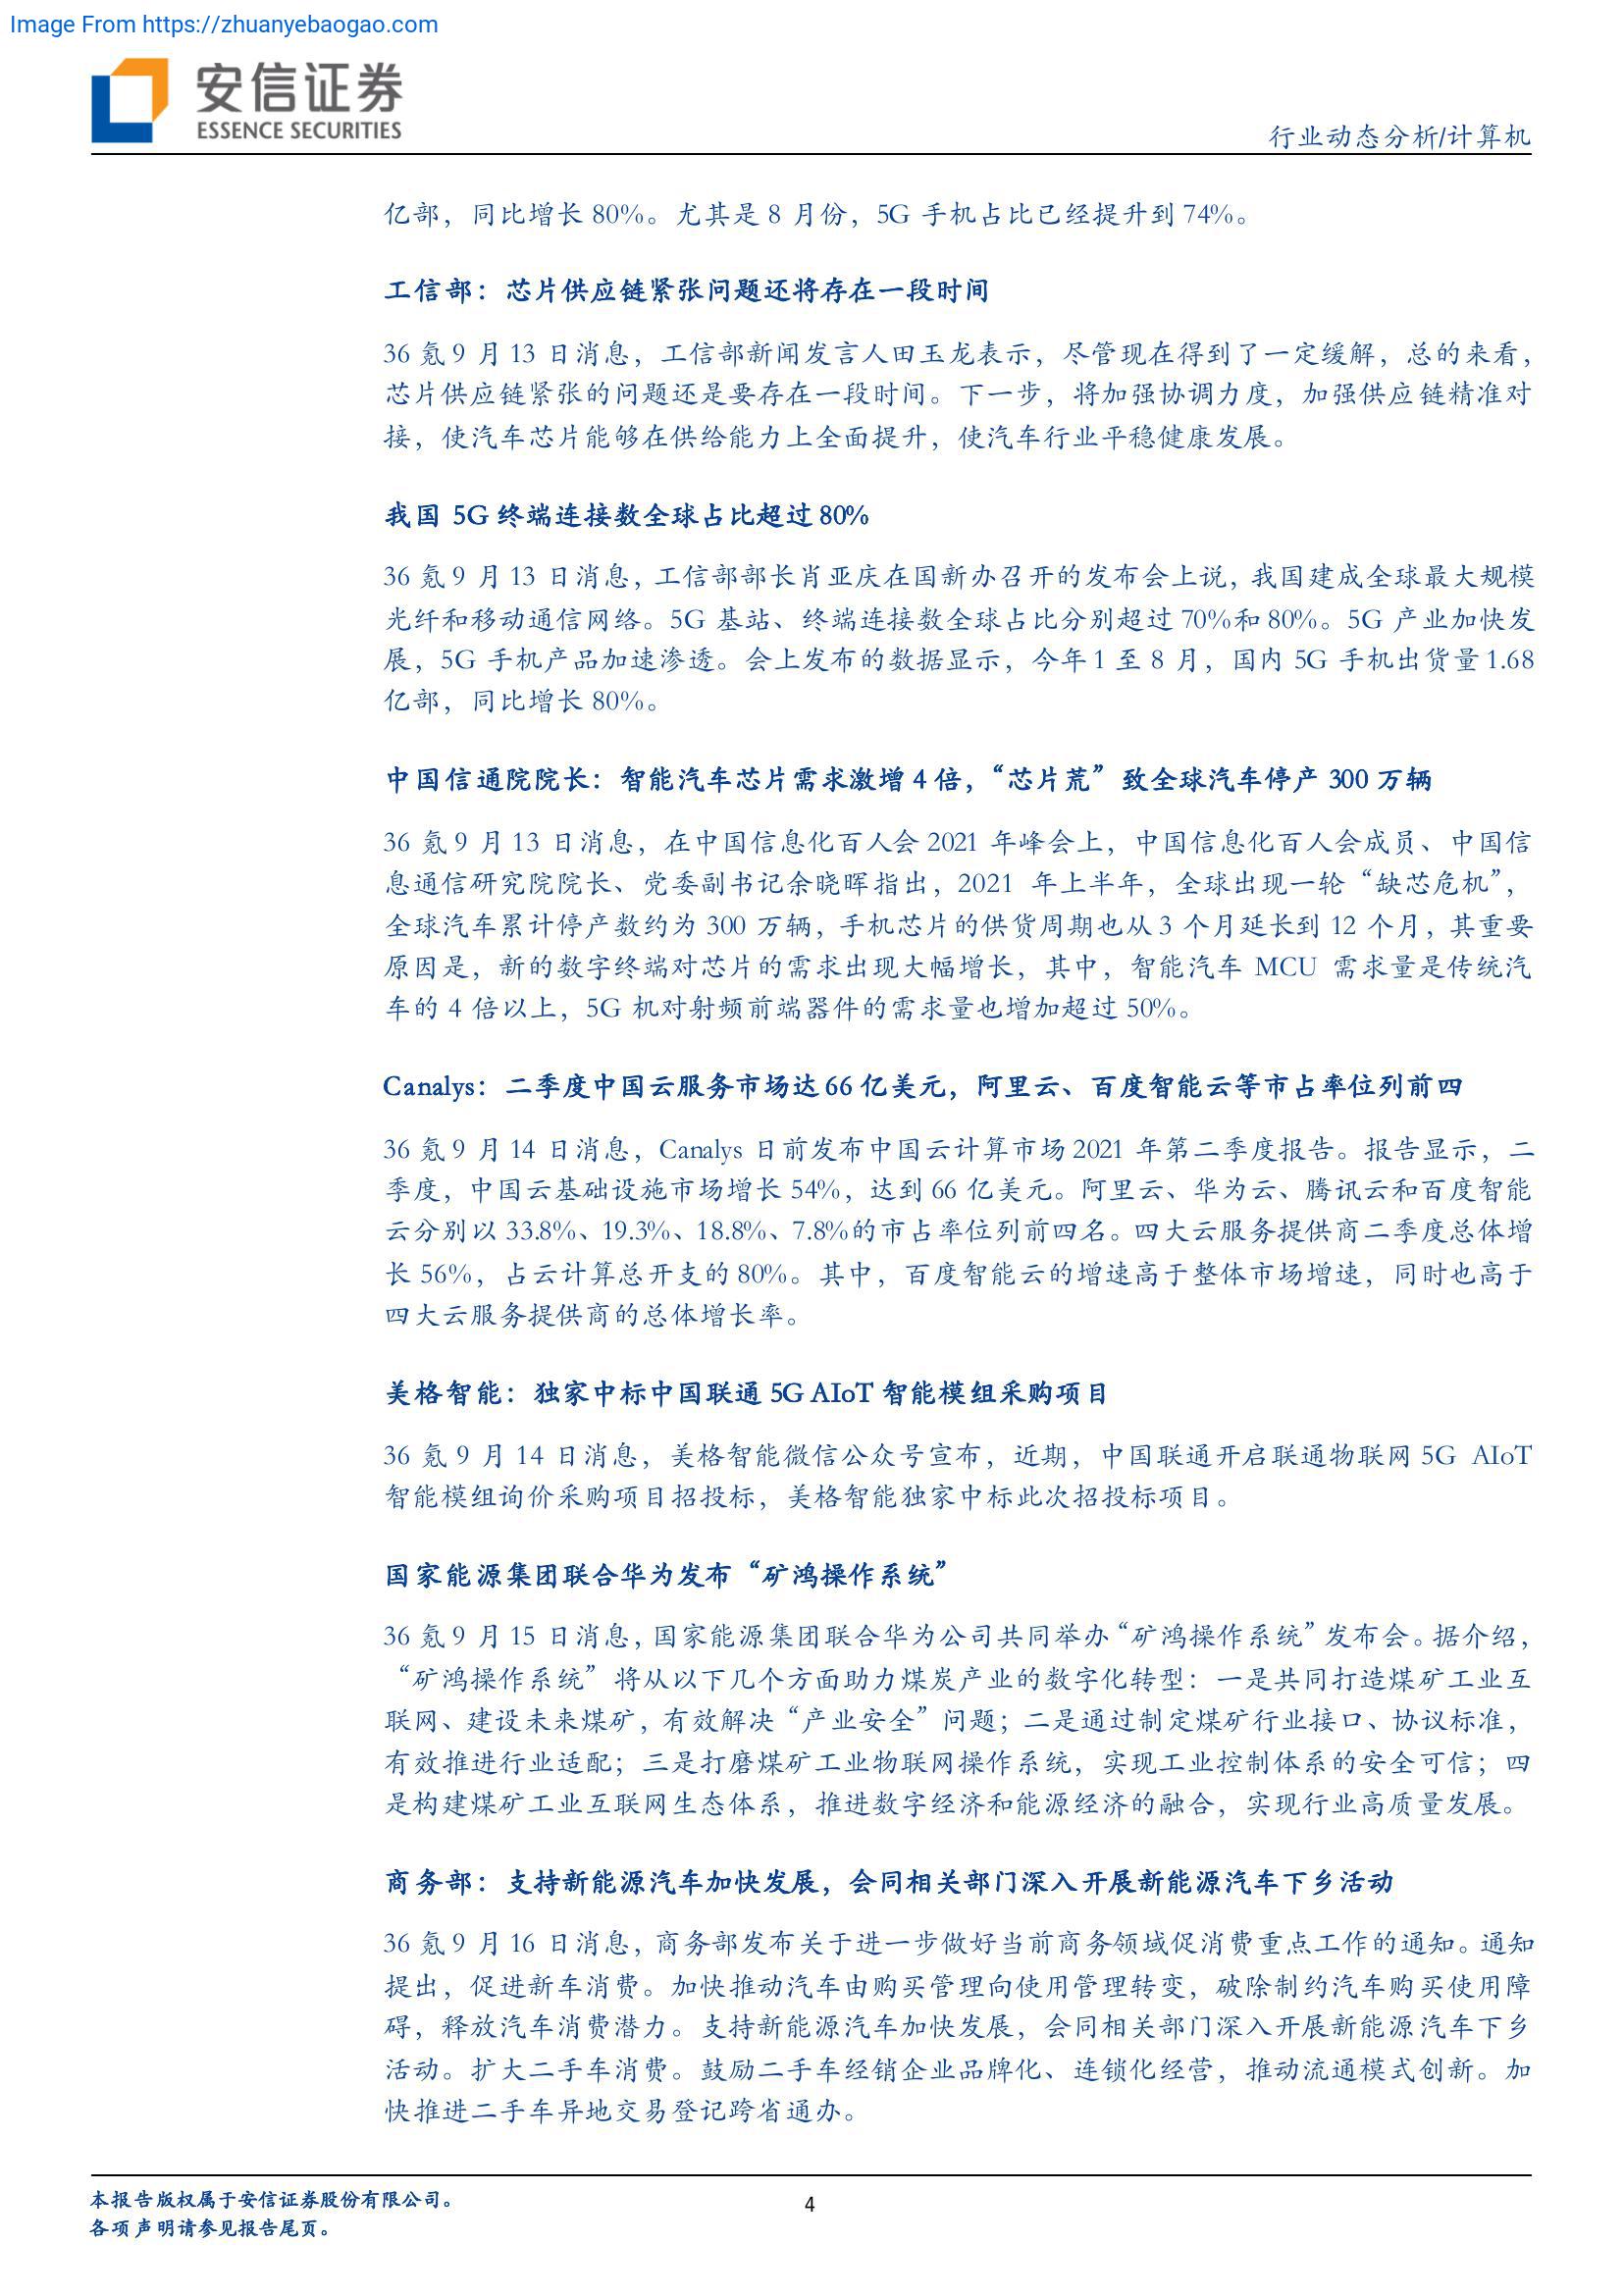 Image From https://zhuanyebaogao.com
安信证券
ESSENCE SECURITIES
行业动态分析/计算机
亿部，同比增长 80%。尤其是 8 月份，5G 手机占比已经提升到 74%。
工信部：芯片供应链紧张问题还将存在一段时间
36 氪 9 月 13 日消息，工信部新闻发言人田玉龙表示，尽管现在得到了一定缓解，总的来看，
芯片供应链紧张的问题还是要存在一段时间。下一步，将加强协调力度，加强供应链精准对
接，使汽车芯片能够在供给能力上全面提升，使汽车行业平稳健康发展。
我国 5G 终端连接数全球占比超过 80%
36 氪 9 月 13 日消息，工信部部长肖亚庆在国新办召开的发布会上说，我国建成全球最大规模
光纤和移动通信网络。5G 基站、终端连接数全球占比分别超过 70%和 80%。5G 产业加快发
展，5G 手机产品加速渗透。会上发布的数据显示，今年 1 至 8 月，国内 5G 手机出货量 1.68
亿部，同比增长 80%。
中国信通院院长：智能汽车芯片需求激增 4 倍，“芯片荒”致全球汽车停产 300 万辆
36 氪 9 月 13 日消息，在中国信息化百人会 2021 年峰会上，中国信息化百人会成员、中国信
息通信研究院院长、党委副书记余晓晖指出，2021 年上半年，全球出现一轮“缺芯危机”，
全球汽车累计停产数约为 300 万辆，手机芯片的供货周期也从 3 个月延长到 12 个月，其重要
原因是，新的数字终端对芯片的需求出现大幅增长，其中，智能汽车 MCU 需求量是传统汽
车的 4 倍以上，5G 机对射频前端器件的需求量也增加超过 50%。
Canalys：二季度中国云服务市场达 66 亿美元，阿里云、百度智能云等市占率位列前四
36 氪 9 月 14 日消息，Canalys 日前发布中国云计算市场 2021 年第二季度报告。报告显示，二
季度，中国云基础设施市场增长 54%，达到 66 亿美元。阿里云、华为云、腾讯云和百度智能
云分别以 33.8%、19.3%、18.8%、7.8%的市占率位列前四名。四大云服务提供商二季度总体增
长 56%，占云计算总开支的 80%。其中，百度智能云的增速高于整体市场增速，同时也高于
四大云服务提供商的总体增长率。
美格智能：独家中标中国联通 5G AIoT 智能模组采购项目
36 氪 9 月 14 日消息，美格智能微信公众号宣布，近期，中国联通开启联通物联网 5G AIoT
智能模组询价采购项目招投标，美格智能独家中标此次招投标项目。
国家能源集团联合华为发布“矿鸿操作系统”
36 氪 9 月 15 日消息，国家能源集团联合华为公司共同举办“矿鸿操作系统”发布会。据介绍，
“矿鸿操作系统”将从以下几个方面助力煤炭产业的数字化转型：一是共同打造煤矿工业互
联网、建设未来煤矿，有效解决“产业安全”问题；二是通过制定煤矿行业接口、协议标准，
有效推进行业适配；三是打磨煤矿工业物联网操作系统，实现工业控制体系的安全可信；四
是构建煤矿工业互联网生态体系，推进数字经济和能源经济的融合，实现行业高质量发展。
商务部：支持新能源汽车加快发展，会同相关部门深入开展新能源汽车下乡活动
36 氪 9 月 16 日消息，商务部发布关于进一步做好当前商务领域促消费重点工作的通知。通知
提出，促进新车消费。加快推动汽车由购买管理向使用管理转变，破除制约汽车购买使用障
碍，释放汽车消费潜力。支持新能源汽车加快发展，会同相关部门深入开展新能源汽车下乡
活动。扩大二手车消费。鼓励二手车经销企业品牌化、连锁化经营，推动流通模式创新。加
快推进二手车异地交易登记跨省通办。
本报告版权属于安信证券股份有限公司。
各项声明请参见报告尾页。
4